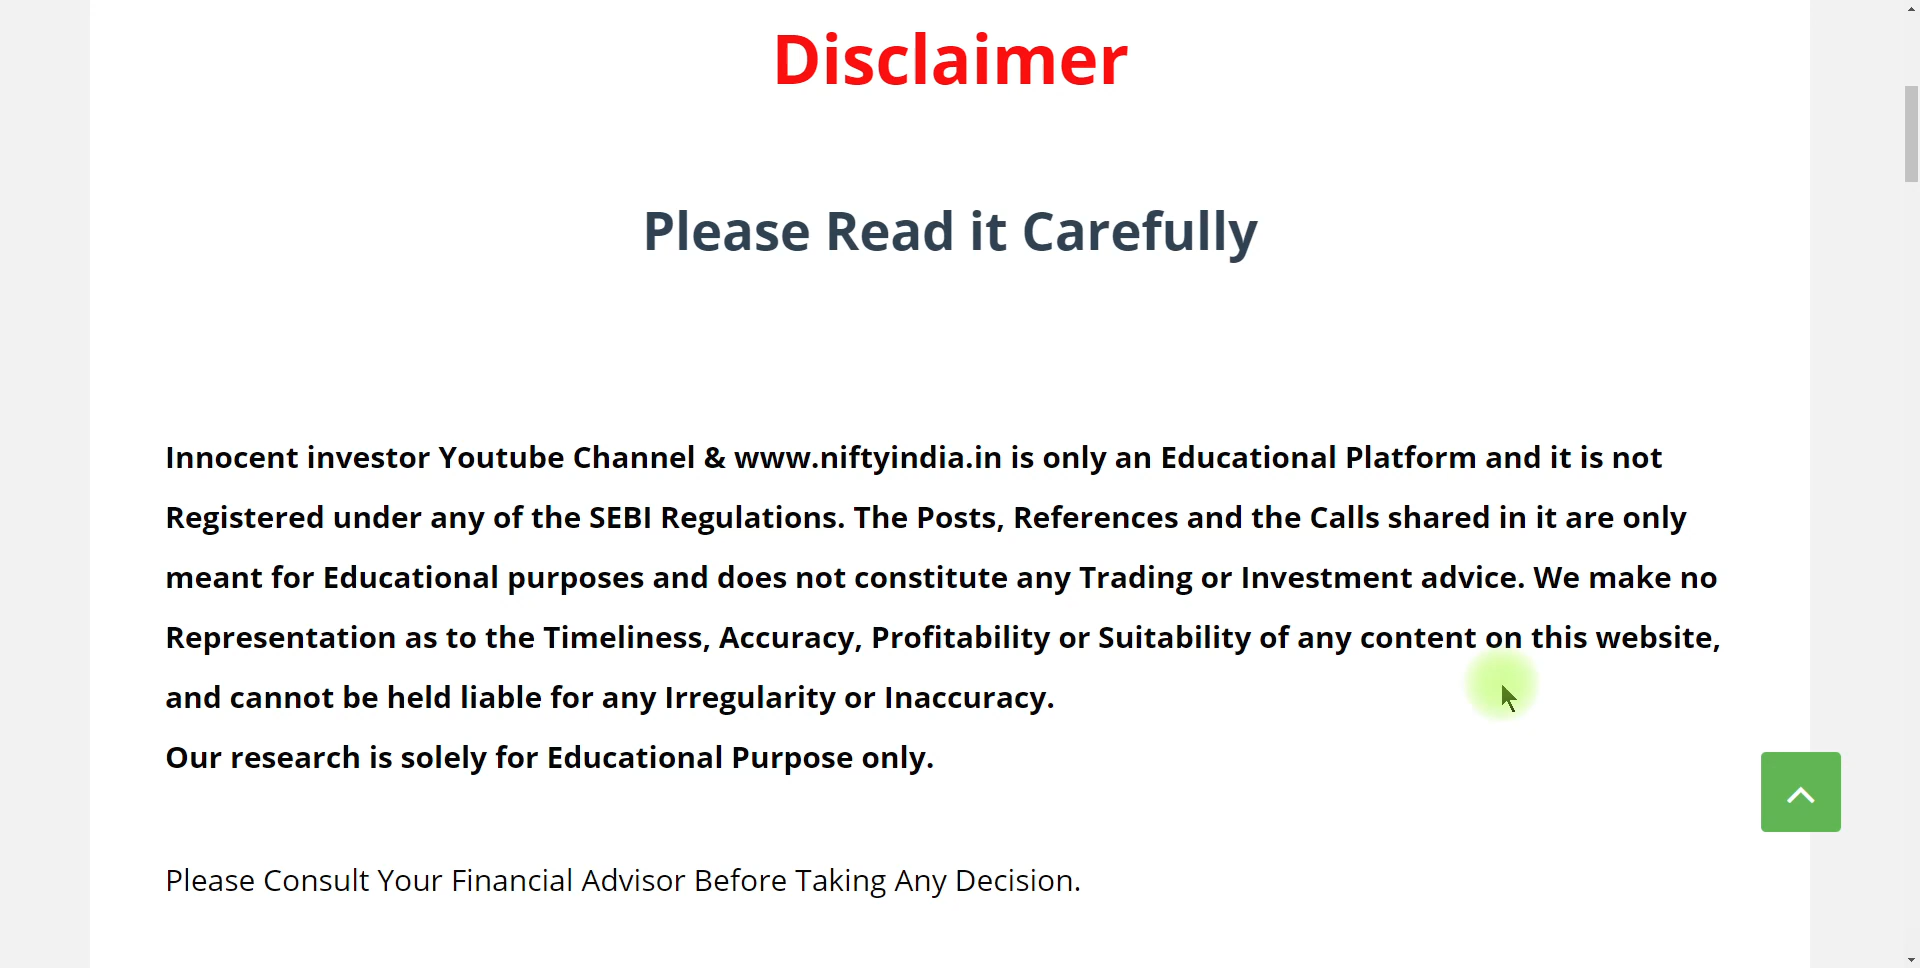 Disclaimer
Please Read it Carefully
Innocent investor Youtube Channel & www.niftyindia.in is only an Educational Platform and it is not
Registered under any of the SEBI Regulations. The Posts, References and the Calls shared in it are only
meant for Educational purposes and does not constitute any Trading or Investment advice. We make no
Representation as to the Timeliness, Accuracy, Profitability or Suitability of any content on this website,
and cannot be held liable for any Irregularity or Inaccuracy.
Our research is solely for Educational Purpose only.
Please Consult Your Financial Advisor Before Taking Any Decision.